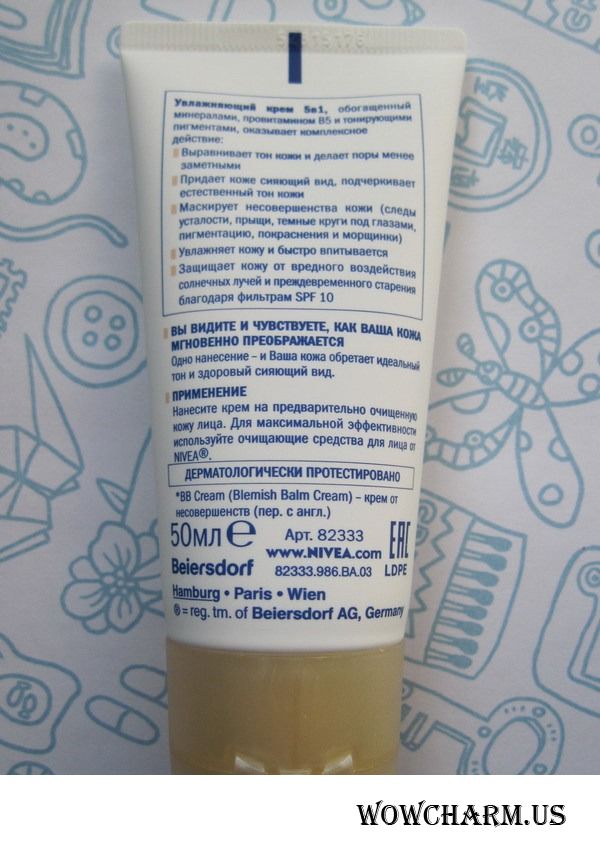 Увлажняющий крем 5в1, обогащенный
минералами, провитамином В5 и тонирующими
пигментами, оказывает комплексное
действие:
Выравнивает тон кожи и делает поры менее
заметными
Придает коже сияющий вид, подчеркивает
естественный тон кожи
Маскирует несовершенства кожи (следы
усталости, прыщи, темные круги под глазами,
пигментацию, покраснения и морщинки)
Увлажняет кожу и быстро впитывается
Защищает кожу от вредного воздействия
солнечных лучей и преждевременного старения
благодаря фильтрам SPF 10
ВЫ ВИДИТЕ И ЧУВСТВУЕТЕ, КАК ВАША КОЖА
МГНОВЕННО ПРЕОБРАЖАЕТСЯ
Одно нанесение – и Ваша кожа обретает идеальный
тон и здоровый сияющий вид.
ПРИМЕНЕНИЕ
Нанесите крем на предварительно очищенную
кожу лица. Для максимальной эффективности
используйте очищающие средства для лица от
NIVEA®.
ДЕРМАТОЛОГИЧЕСКИ ПРОТЕСТИРОВАНО
*BB Cream (Blemish Balm Cream) – крем от
несовершенств (пер. с англ.)
50МЛ e Арт. 82333
www.NIVEA.com EAC
Beiersdorf 82333.986.BA.03 LDPE
Hamburg • Paris • Wien
® = reg. tm. of Beiersdorf AG, Germany
WOWCHARM.US